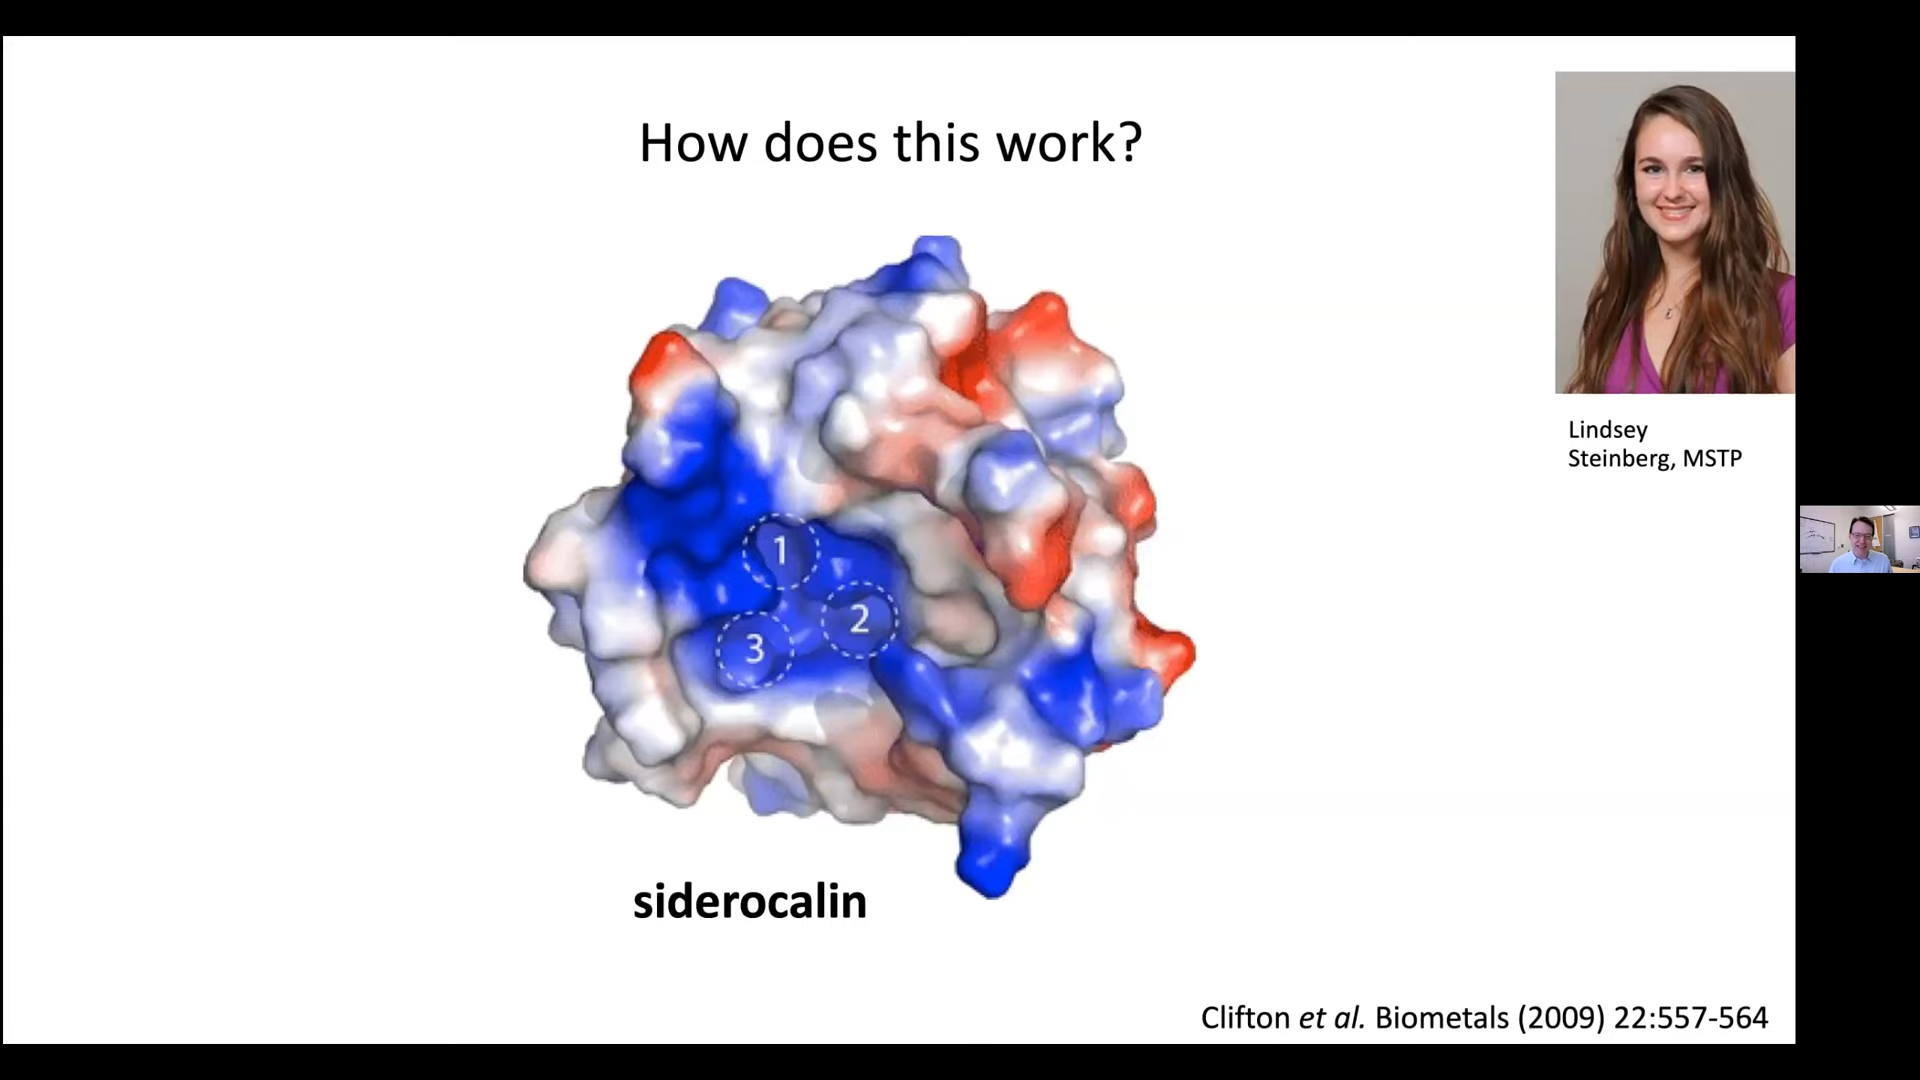 How does this work?
Lindsey
Steinberg, MSTP
1
2
3
siderocalin
Clifton et al. Biometals (2009) 22:557-564